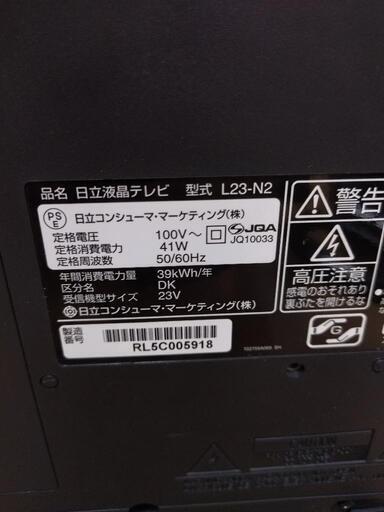 品名 日立液晶テレビ 型式 L23-N2
PS
E
日立コンシューマ・マーケティング(株)
定格電圧 100V~
定格消費電力 41W
定格周波数 50/60Hz
JQA
JQ10033
年間消費電力量 39kWh/年
区分名 DK
受信機型サイズ 23V
日立コンシューマ・マーケティング(株)
製造
番号
RL5C005918
警告
高圧注意
感電のおそれあり
裏ぶたを開けるな
G
CAUTION